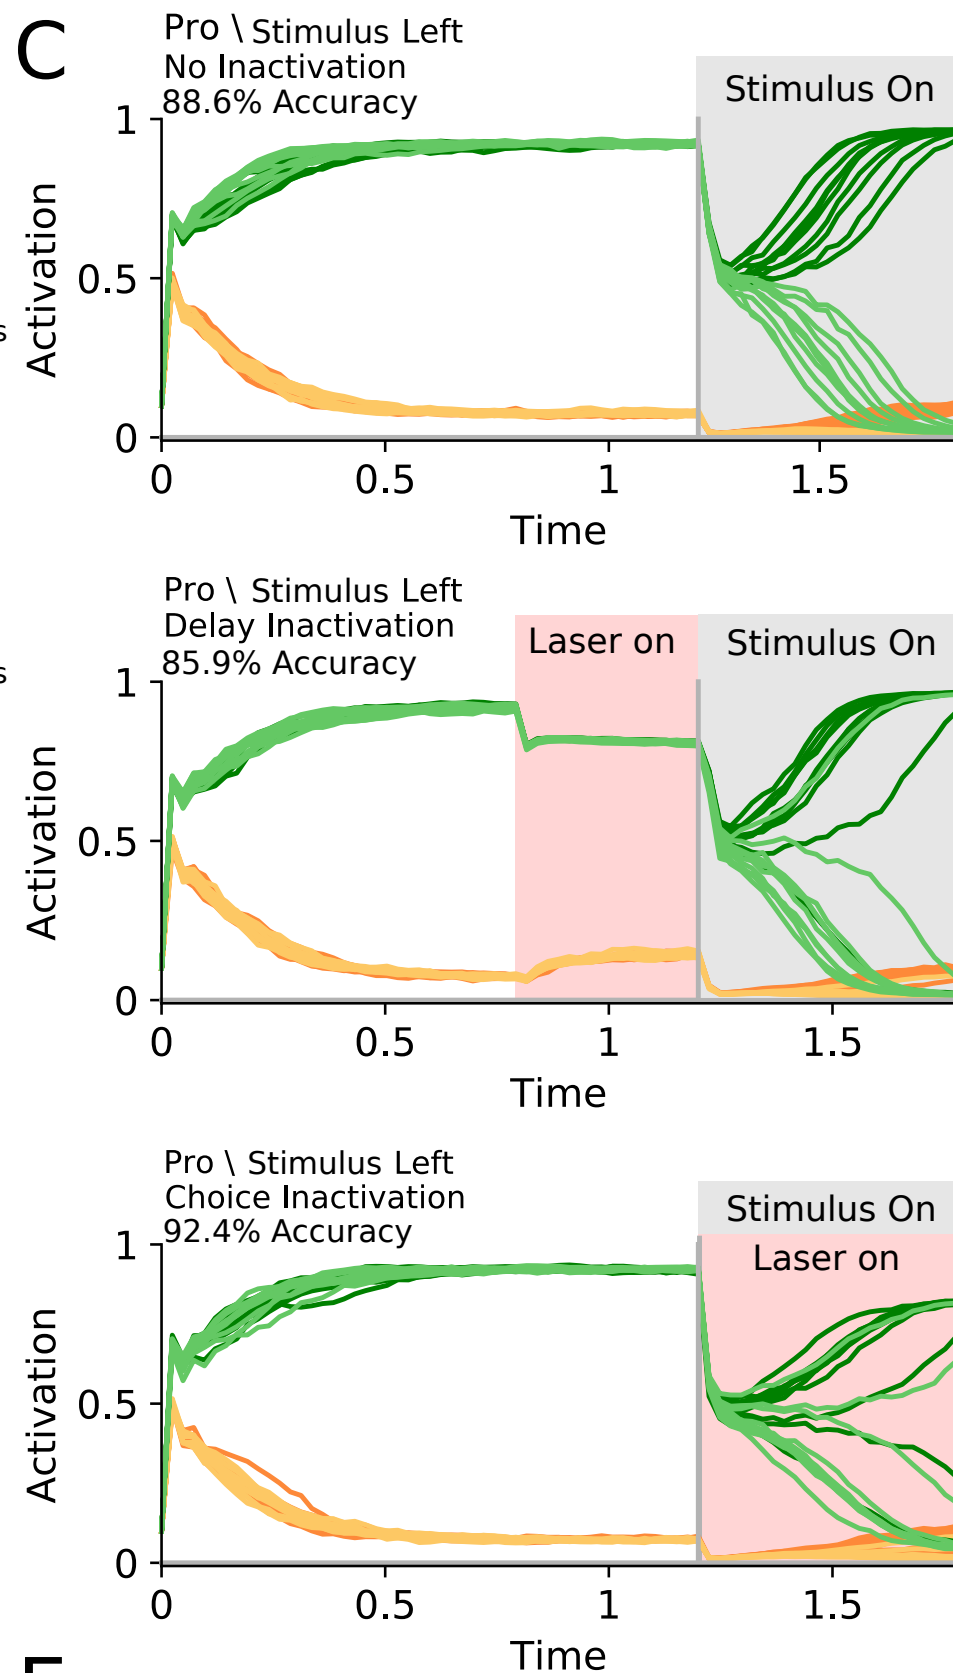 C
Pro \ Stimulus Left
No Inactivation
88.6% Accuracy
Stimulus On
1
0.5
0
Activation
s
0
0.5
1
1.5
Time
Pro \ Stimulus Left
Delay Inactivation
85.9% Accuracy
Laser on
Stimulus On
s
1
0.5
0
Activation
0
0.5
1
1.5
Time
Pro \ Stimulus Left
Choice Inactivation
92.4% Accuracy
Stimulus On
Laser on
1
0.5
0
Activation
0
0.5
1
1.5
Time